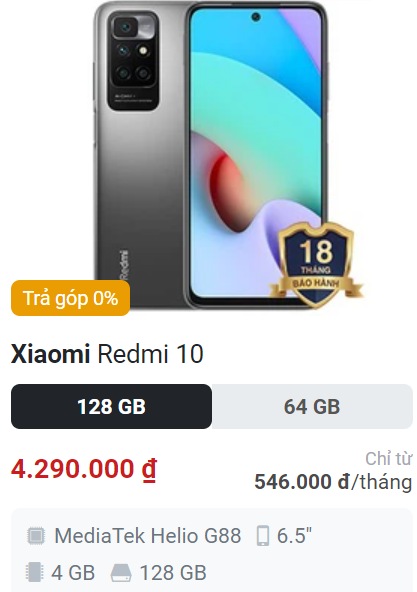 Redmi
18
THÁNG
BẢO HÀNH
Trả góp 0%
Xiaomi Redmi 10
128 GB
64 GB
4.290.000 ₫
Chỉ từ
546.000 đ/tháng
MediaTek Helio G88 6.5"
4 GB 128 GB